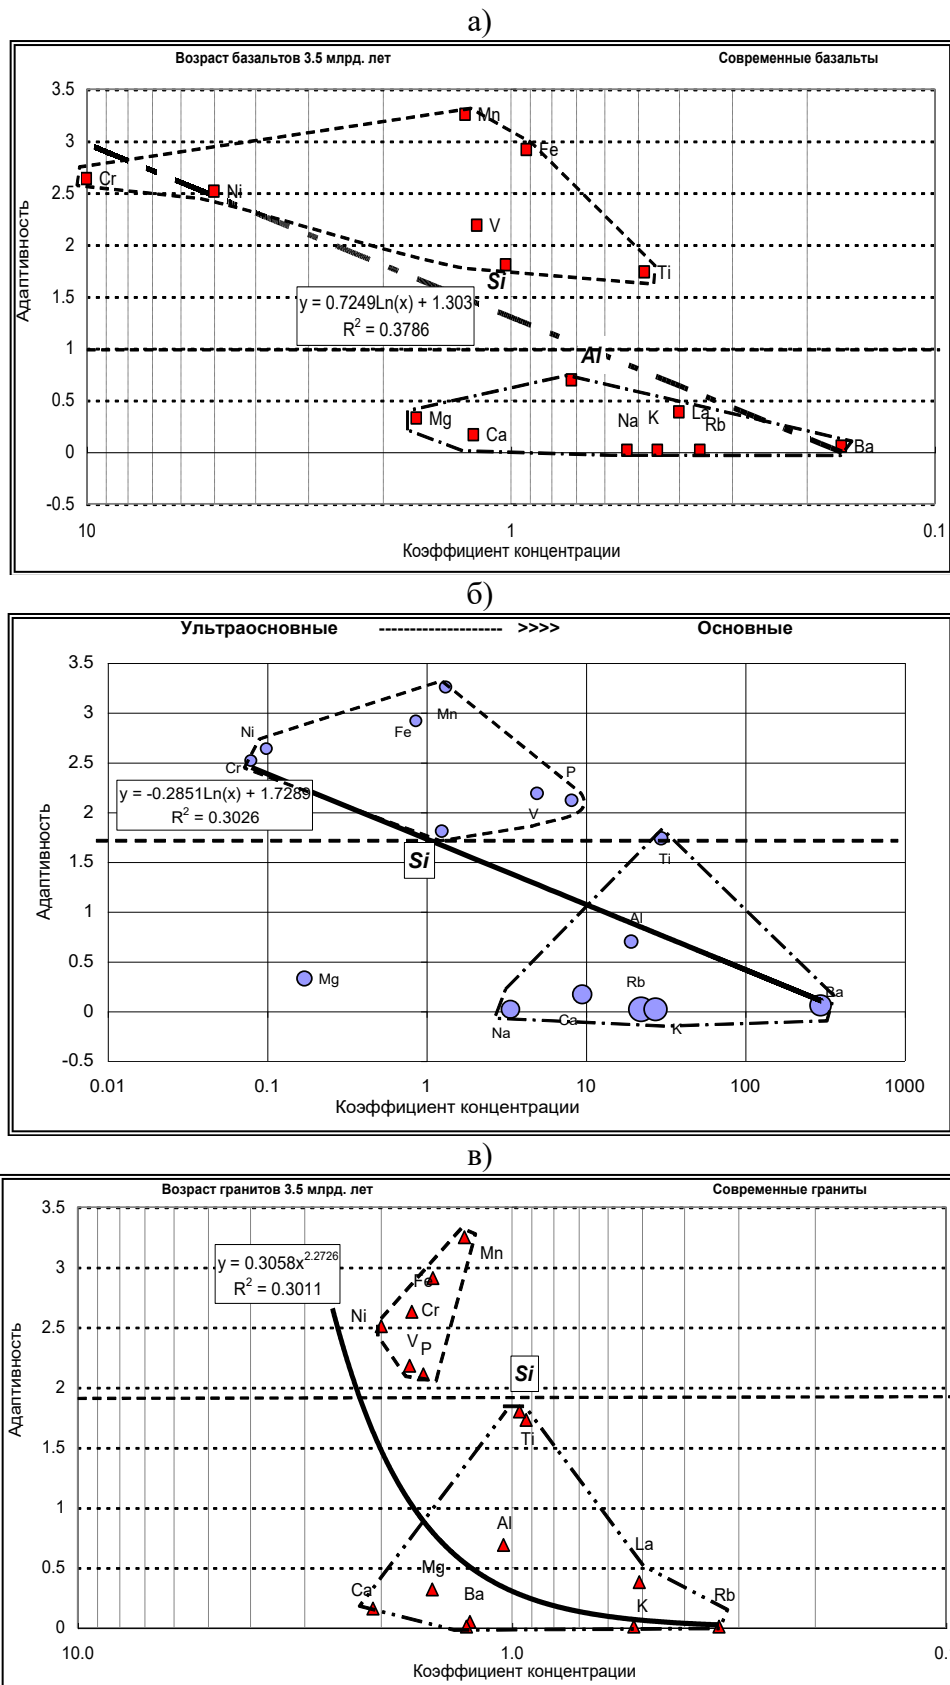 а)
Возраст базальтов 3.5 млрд. лет Современные базальты
3.5
3
2.5
2
1.5
1
0.5
0
-0.5
Адаптивность
Mn
Fe
Cr
Ni
V
Si
Ti
y = 0.7249Ln(x) + 1.303
R² = 0.3786
Al
Mg
Ca
Na
K
La
Rb
Ba
10 1 0.1
Коэффициент концентрации
б)
Ультраосновные --------------------- >>>> Основные
3.5
3
2.5
2
1.5
1
0.5
0
-0.5
Адаптивность
Ni
Fe
Mn
Cr
P
V
y = -0.2851Ln(x) + 1.7289
R² = 0.3026
Si
Ti
Al
Mg
Rb
Ba
Na
Ca
K
0.01 0.1 1 10 100 1000
Коэффициент концентрации
в)
Возраст гранитов 3.5 млрд. лет Современные граниты
3.5
3
2.5
2
1.5
1
0.5
0
Адаптивность
y = 0.3058x^2.2726
R² = 0.3011
Mn
Fe
Ni
Cr
V
P
Si
Ti
Al
La
Mg
Ca
Ba
K
Rb
10.0 1.0 0.
Коэффициент концентрации